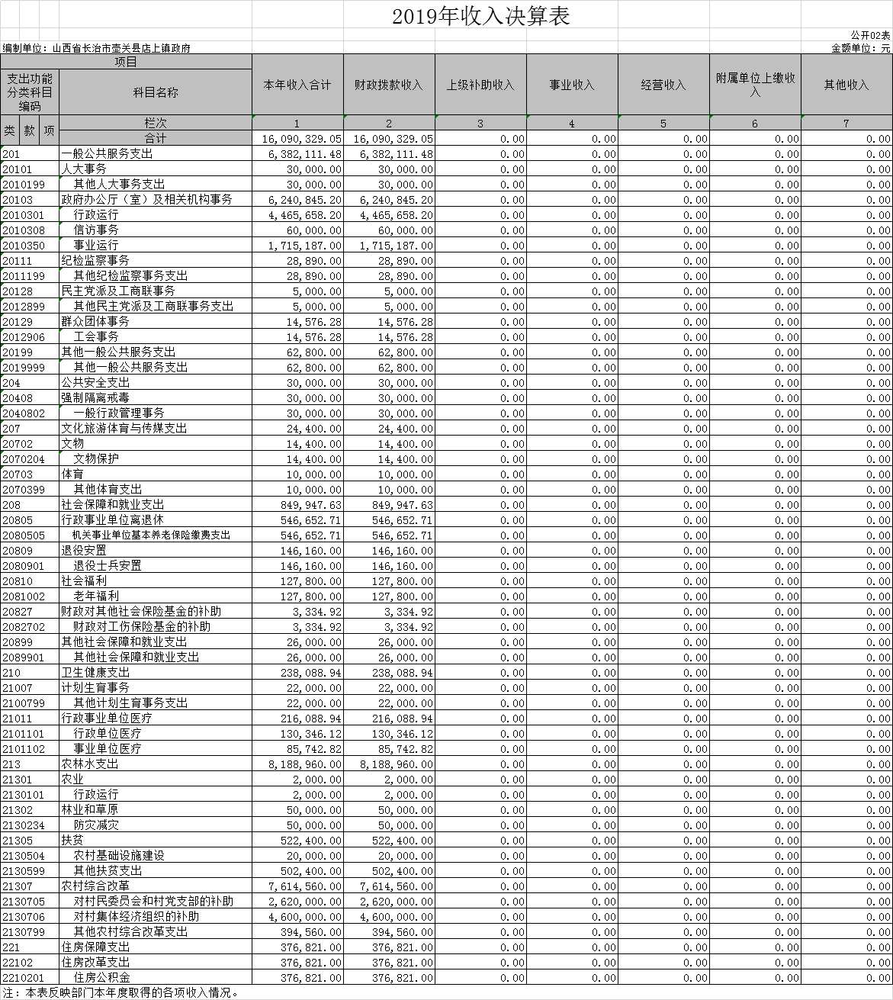 2019年收入决算表
公开02表
编制单位：山西省长治市壶关县店上镇政府 金额单位：元
项目 本年收入合计 财政拨款收入 上级补助收入 事业收入 经营收入 附属单位上缴收入 其他收入
支出功能分类科目编码 科目名称
类 款 项 栏次 1 2 3 4 5 6 7
合计 16,090,329.05 16,090,329.05 0.00 0.00 0.00 0.00 0.00
201 一般公共服务支出 6,382,111.48 6,382,111.48 0.00 0.00 0.00 0.00 0.00
20101 人大事务 30,000.00 30,000.00 0.00 0.00 0.00 0.00 0.00
2010199 其他人大事务支出 30,000.00 30,000.00 0.00 0.00 0.00 0.00 0.00
20103 政府办公厅（室）及相关机构事务 6,240,845.20 6,240,845.20 0.00 0.00 0.00 0.00 0.00
2010301 行政运行 4,465,658.20 4,465,658.20 0.00 0.00 0.00 0.00 0.00
2010308 信访事务 60,000.00 60,000.00 0.00 0.00 0.00 0.00 0.00
2010350 事业运行 1,715,187.00 1,715,187.00 0.00 0.00 0.00 0.00 0.00
20111 纪检监察事务 28,890.00 28,890.00 0.00 0.00 0.00 0.00 0.00
2011199 其他纪检监察事务支出 28,890.00 28,890.00 0.00 0.00 0.00 0.00 0.00
20128 民主党派及工商联事务 5,000.00 5,000.00 0.00 0.00 0.00 0.00 0.00
2012899 其他民主党派及工商联事务支出 5,000.00 5,000.00 0.00 0.00 0.00 0.00 0.00
20129 群众团体事务 14,576.28 14,576.28 0.00 0.00 0.00 0.00 0.00
2012906 工会事务 14,576.28 14,576.28 0.00 0.00 0.00 0.00 0.00
20199 其他一般公共服务支出 62,800.00 62,800.00 0.00 0.00 0.00 0.00 0.00
2019999 其他一般公共服务支出 62,800.00 62,800.00 0.00 0.00 0.00 0.00 0.00
204 公共安全支出 30,000.00 30,000.00 0.00 0.00 0.00 0.00 0.00
20408 强制隔离戒毒 30,000.00 30,000.00 0.00 0.00 0.00 0.00 0.00
2040802 一般行政管理事务 30,000.00 30,000.00 0.00 0.00 0.00 0.00 0.00
207 文化旅游体育与传媒支出 24,400.00 24,400.00 0.00 0.00 0.00 0.00 0.00
20702 文物 14,400.00 14,400.00 0.00 0.00 0.00 0.00 0.00
2070204 文物保护 14,400.00 14,400.00 0.00 0.00 0.00 0.00 0.00
20703 体育 10,000.00 10,000.00 0.00 0.00 0.00 0.00 0.00
2070399 其他体育支出 10,000.00 10,000.00 0.00 0.00 0.00 0.00 0.00
208 社会保障和就业支出 849,947.63 849,947.63 0.00 0.00 0.00 0.00 0.00
20805 行政事业单位离退休 546,652.71 546,652.71 0.00 0.00 0.00 0.00 0.00
2080505 机关事业单位基本养老保险缴费支出 546,652.71 546,652.71 0.00 0.00 0.00 0.00 0.00
20809 退役安置 146,160.00 146,160.00 0.00 0.00 0.00 0.00 0.00
2080901 退役士兵安置 146,160.00 146,160.00 0.00 0.00 0.00 0.00 0.00
20810 社会福利 127,800.00 127,800.00 0.00 0.00 0.00 0.00 0.00
2081002 老年福利 127,800.00 127,800.00 0.00 0.00 0.00 0.00 0.00
20827 财政对其他社会保险基金的补助 3,334.92 3,334.92 0.00 0.00 0.00 0.00 0.00
2082702 财政对工伤保险基金的补助 3,334.92 3,334.92 0.00 0.00 0.00 0.00 0.00
20899 其他社会保障和就业支出 26,000.00 26,000.00 0.00 0.00 0.00 0.00 0.00
2089901 其他社会保障和就业支出 26,000.00 26,000.00 0.00 0.00 0.00 0.00 0.00
210 卫生健康支出 238,088.94 238,088.94 0.00 0.00 0.00 0.00 0.00
21007 计划生育事务 22,000.00 22,000.00 0.00 0.00 0.00 0.00 0.00
2100799 其他计划生育事务支出 22,000.00 22,000.00 0.00 0.00 0.00 0.00 0.00
21011 行政事业单位医疗 216,088.94 216,088.94 0.00 0.00 0.00 0.00 0.00
2101101 行政单位医疗 130,346.12 130,346.12 0.00 0.00 0.00 0.00 0.00
2101102 事业单位医疗 85,742.82 85,742.82 0.00 0.00 0.00 0.00 0.00
213 农林水支出 8,188,960.00 8,188,960.00 0.00 0.00 0.00 0.00 0.00
21301 农业 2,000.00 2,000.00 0.00 0.00 0.00 0.00 0.00
2130101 行政运行 2,000.00 2,000.00 0.00 0.00 0.00 0.00 0.00
21302 林业和草原 50,000.00 50,000.00 0.00 0.00 0.00 0.00 0.00
2130234 防灾减灾 50,000.00 50,000.00 0.00 0.00 0.00 0.00 0.00
21305 扶贫 522,400.00 522,400.00 0.00 0.00 0.00 0.00 0.00
2130504 农村基础设施建设 20,000.00 20,000.00 0.00 0.00 0.00 0.00 0.00
2130599 其他扶贫支出 502,400.00 502,400.00 0.00 0.00 0.00 0.00 0.00
21307 农村综合改革 7,614,560.00 7,614,560.00 0.00 0.00 0.00 0.00 0.00
2130705 对村民委员会和村党支部的补助 2,620,000.00 2,620,000.00 0.00 0.00 0.00 0.00 0.00
2130706 对村集体经济组织的补助 4,600,000.00 4,600,000.00 0.00 0.00 0.00 0.00 0.00
2130799 其他农村综合改革支出 394,560.00 394,560.00 0.00 0.00 0.00 0.00 0.00
221 住房保障支出 376,821.00 376,821.00 0.00 0.00 0.00 0.00 0.00
22102 住房改革支出 376,821.00 376,821.00 0.00 0.00 0.00 0.00 0.00
2210201 住房公积金 376,821.00 376,821.00 0.00 0.00 0.00 0.00 0.00
注：本表反映部门本年度取得的各项收入情况。